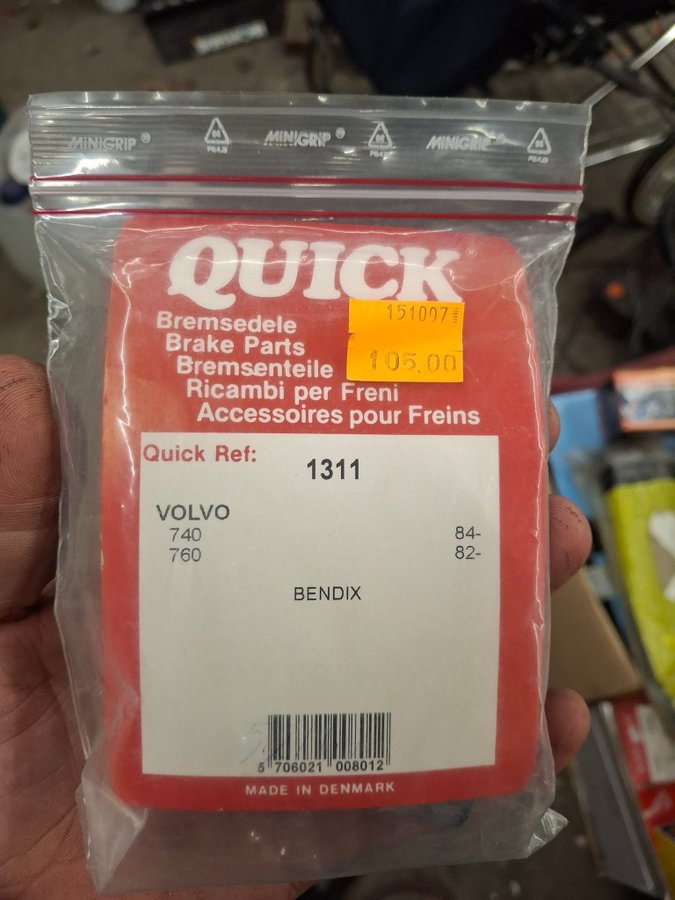 MiNiGRiP® MiNiGRiP® MiNiGRiP
QUICK
151007
105.00
Bremsedele
Brake Parts
Bremsenteile
Ricambi per Freni
Accessoires pour Freins
Quick Ref: 1311
VOLVO
740 84-
760 82-
BENDIX
5 706021 008012
MADE IN DENMARK